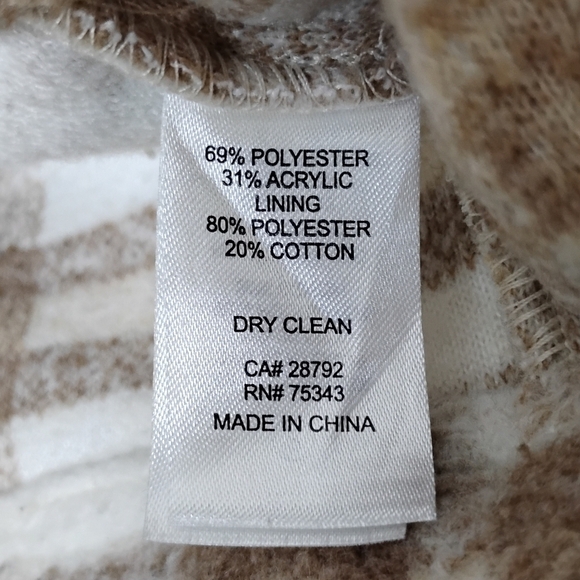 69% POLYESTER
31% ACRYLIC
LINING
80% POLYESTER
20% COTTON
DRY CLEAN
CA# 28792
RN# 75343
MADE IN CHINA